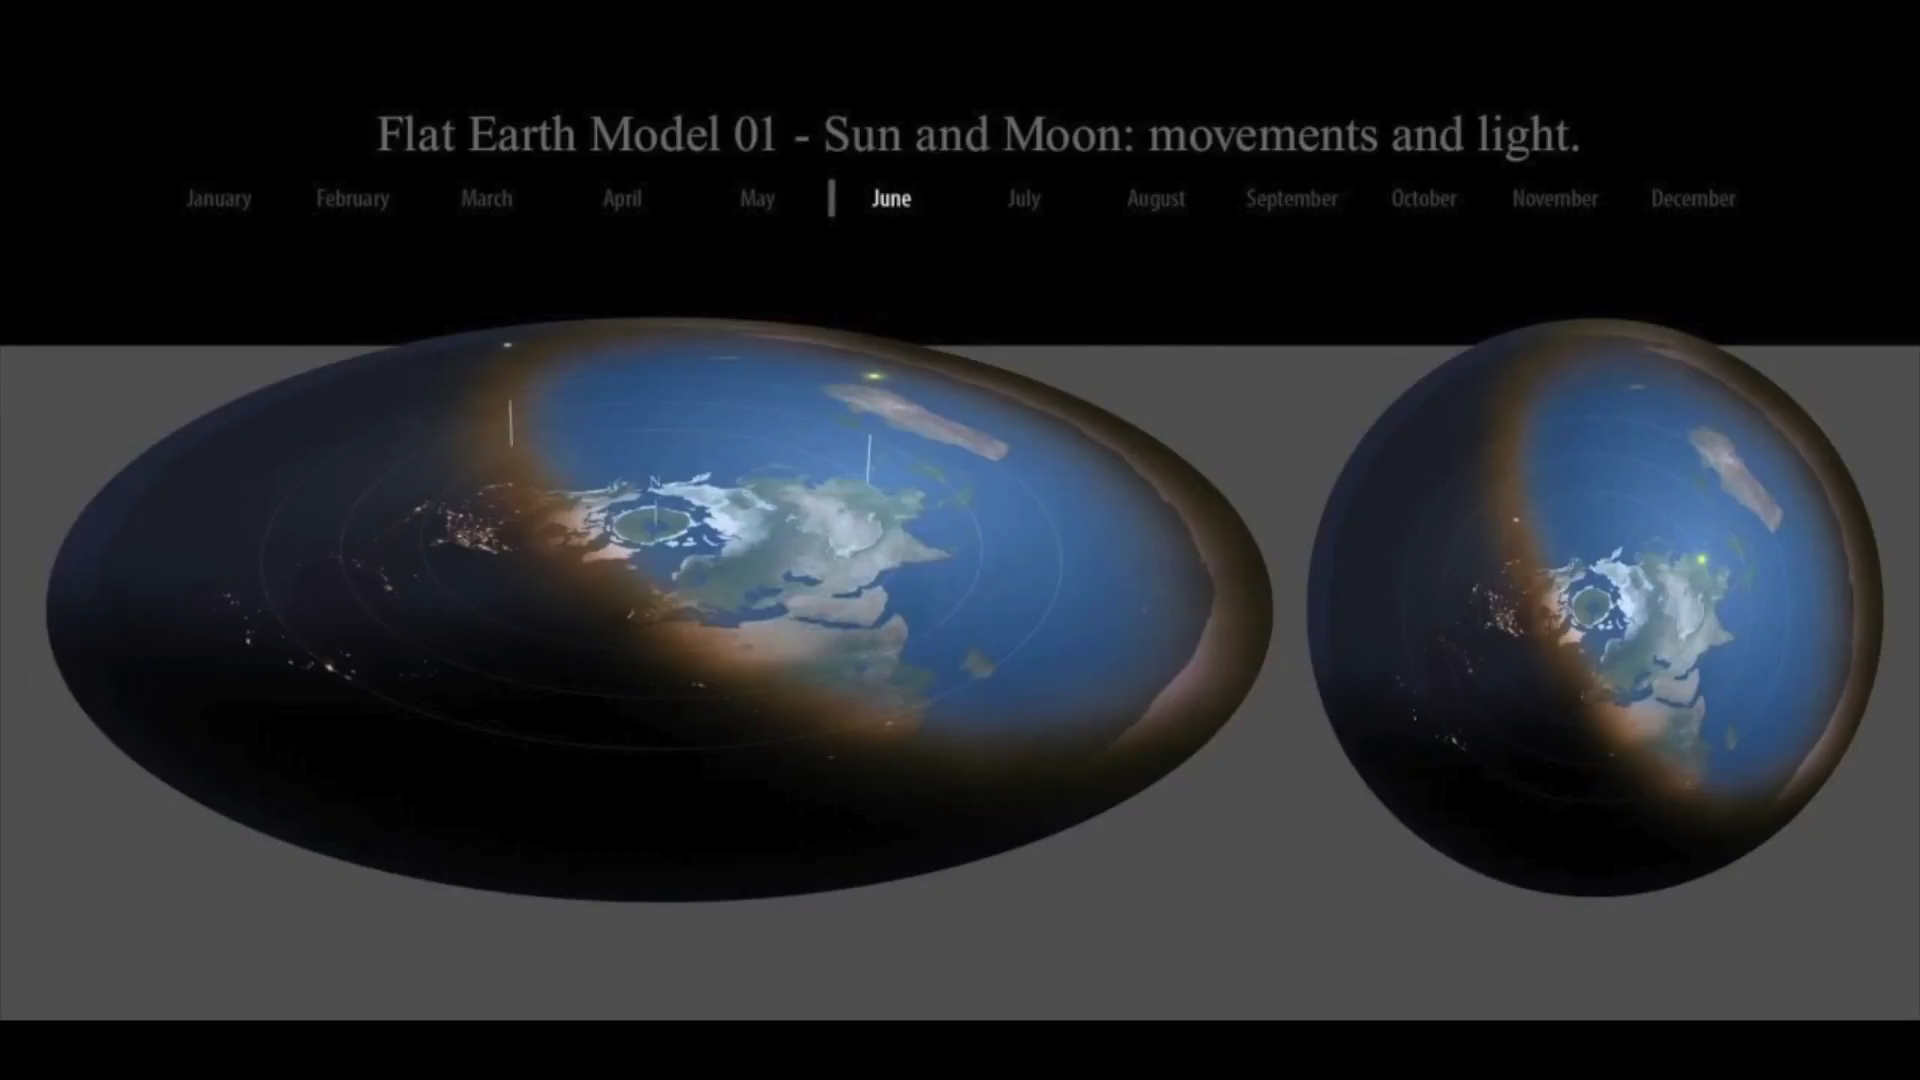 Flat Earth Model 01 - Sun and Moon: movements and light.
January February March April May June July August September October November December
N